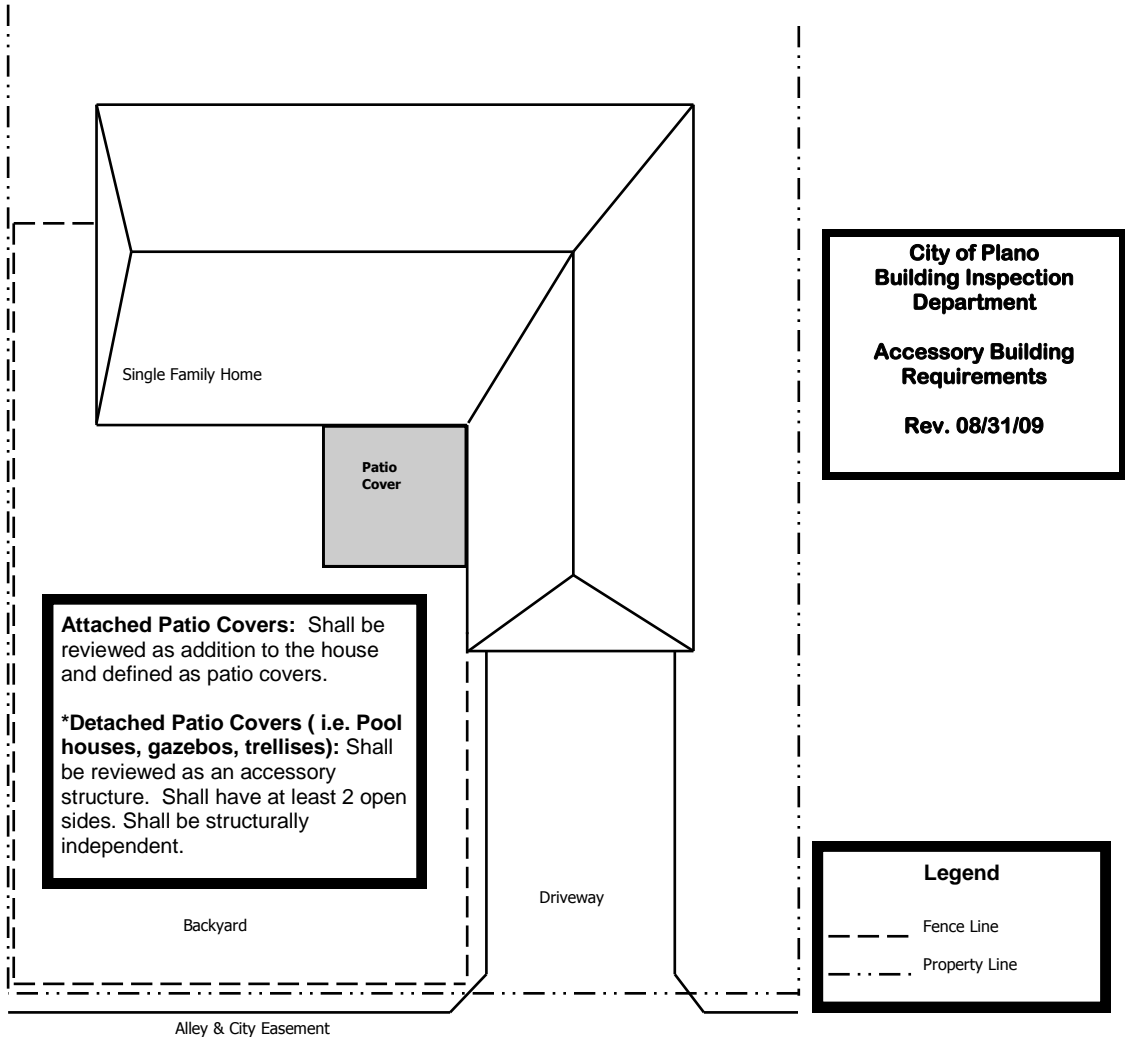 City of Plano
Building Inspection
Department
Accessory Building
Requirements
Rev. 08/31/09
Single Family Home
Patio
Cover
Attached Patio Covers: Shall be
reviewed as addition to the house
and defined as patio covers.
*Detached Patio Covers ( i.e. Pool
houses, gazebos, trellises): Shall
be reviewed as an accessory
structure. Shall have at least 2 open
sides. Shall be structurally
independent.
Backyard
Driveway
Legend
Fence Line
Property Line
Alley & City Easement